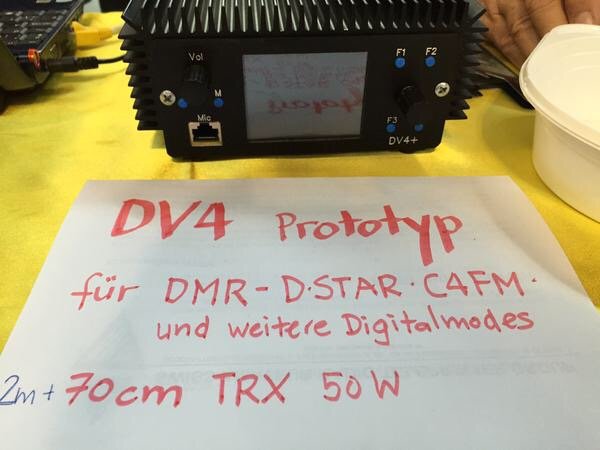 Vol
M
Mic
F1
F2
F3
DV4+
DV4 Prototyp
für DMR - D·STAR · C4FM ·
und weitere Digitalmodes
2m + 70cm TRX 50W